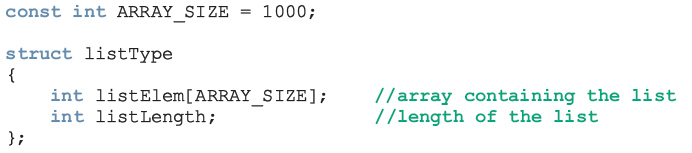 const int ARRAY_SIZE = 1000;
struct listType
{
    int listElem[ARRAY_SIZE];    //array containing the list
    int listLength;              //length of the list
};